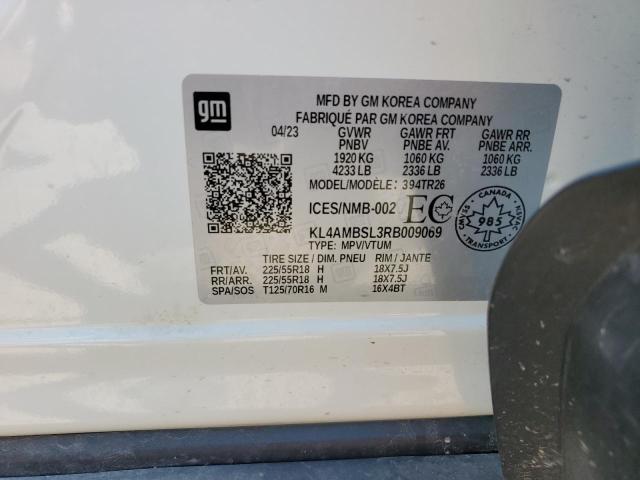 gm
MFD BY GM KOREA COMPANY
FABRIQUÉ PAR GM KOREA COMPANY
04/23 GVWR GAWR FRT GAWR RR
PNBV PNBE AV. PNBE ARR.
1920 KG 1060 KG 1060 KG
4233 LB 2336 LB 2336 LB
MODEL/MODÈLE: 394TR26
ICES/NMB-002 EC
CANADA
985
KL4AMBSL3RB009069
TYPE: MPV/VTUM
TIRE SIZE / DIM. PNEU RIM / JANTE
FRT/AV. 225/55R18 H 18X7.5J
RR/ARR. 225/55R18 H 18X7.5J
SPA/SOS T125/70R16 M 16X4BT